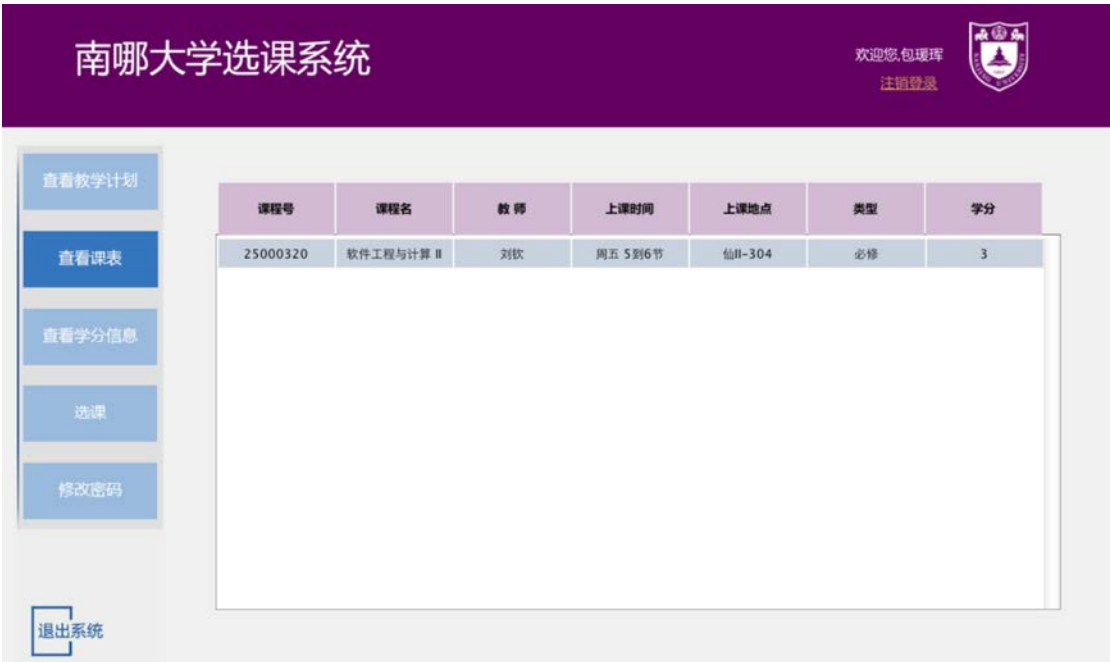 南哪大学选课系统
欢迎您,包瑗珲
注销登录
查看教学计划
查看课表
查看学分信息
选课
修改密码
退出系统
课程号 课程名 教 师 上课时间 上课地点 类型 学分
25000320 软件工程与计算 II 刘钦 周五 5到6节 仙II-304 必修 3